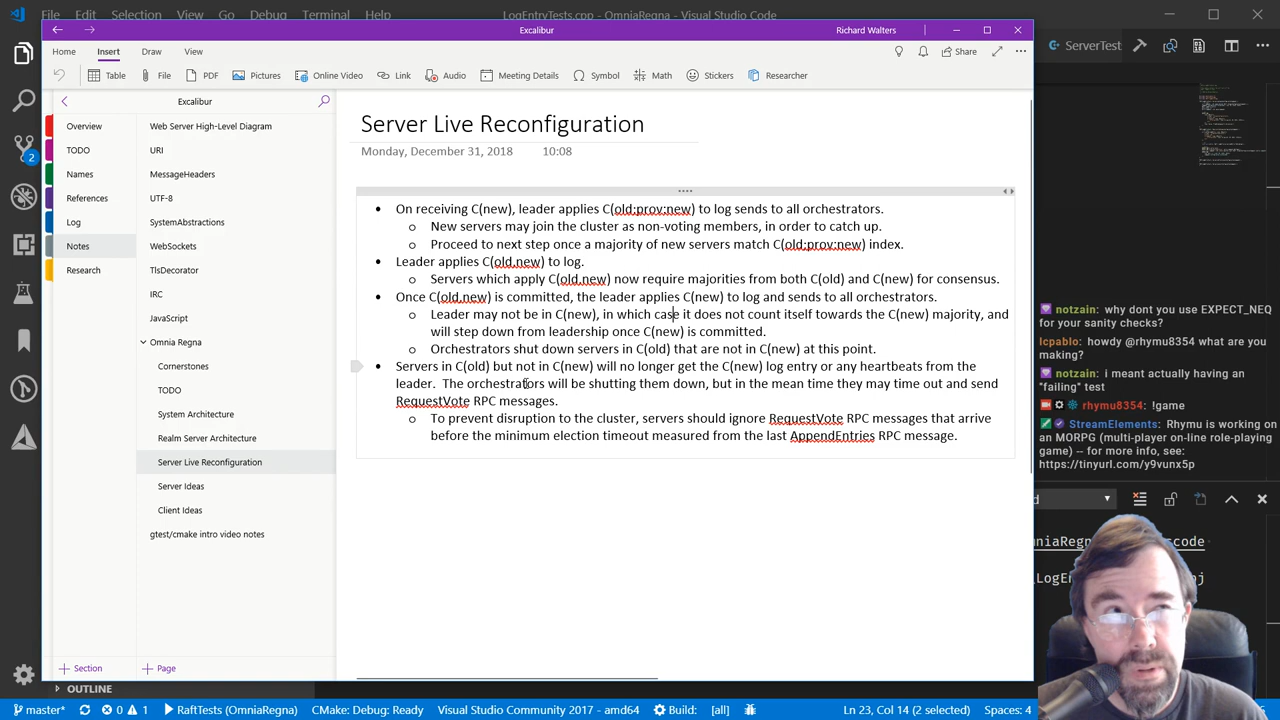 File Edit Selection View Go Debug Terminal Help LogEntryTests.cpp - OmniaRegna - Visual Studio Code
Excalibur
Richard Walters
Home Insert Draw View
Share
Table File PDF Pictures Online Video Link Audio Meeting Details Symbol Math Stickers Researcher
ServerTest
Excalibur
Overview
TODO
Names
References
Log
Notes
Research
Web Server High-Level Diagram
URI
MessageHeaders
UTF-8
SystemAbstractions
WebSockets
TlsDecorator
IRC
JavaScript
Omnia Regna
Cornerstones
TODO
System Architecture
Realm Server Architecture
Server Live Reconfiguration
Server Ideas
Client Ideas
gtest/cmake intro video notes
Section
Page
Server Live Reconfiguration
Monday, December 31, 2018 10:08
• On receiving C(new), leader applies C(old;prov:new) to log sends to all orchestrators.
o New servers may join the cluster as non-voting members, in order to catch up.
o Proceed to next step once a majority of new servers match C(old;prov:new) index.
• Leader applies C(old,new) to log.
o Servers which apply C(old,new) now require majorities from both C(old) and C(new) for consensus.
• Once C(old,new) is committed, the leader applies C(new) to log and sends to all orchestrators.
o Leader may not be in C(new), in which case it does not count itself towards the C(new) majority, and
will step down from leadership once C(new) is committed.
o Orchestrators shut down servers in C(old) that are not in C(new) at this point.
• Servers in C(old) but not in C(new) will no longer get the C(new) log entry or any heartbeats from the
leader. The orchestrators will be shutting them down, but in the mean time they may time out and send
RequestVote RPC messages.
o To prevent disruption to the cluster, servers should ignore RequestVote RPC messages that arrive
before the minimum election timeout measured from the last AppendEntries RPC message.
notzain: why dont you use EXPECT_NEQ
for your sanity checks?
lcpablo: howdy @rhymu8354 what are you
making?
notzain: i meant actually having an
*failing* test
rhymu8354: !game
StreamElements: Rhymu is working on
an MORPG (multi-player on-line role-playing
game) -- for more info, see:
https://tinyurl.com/y9vunx5p
2
OUTLINE
master* 0 1 RaftTests (OmniaRegna) CMake: Debug: Ready Visual Studio Community 2017 - amd64 Build: [all] Ln 23, Col 14 (2 selected) Spaces: 4